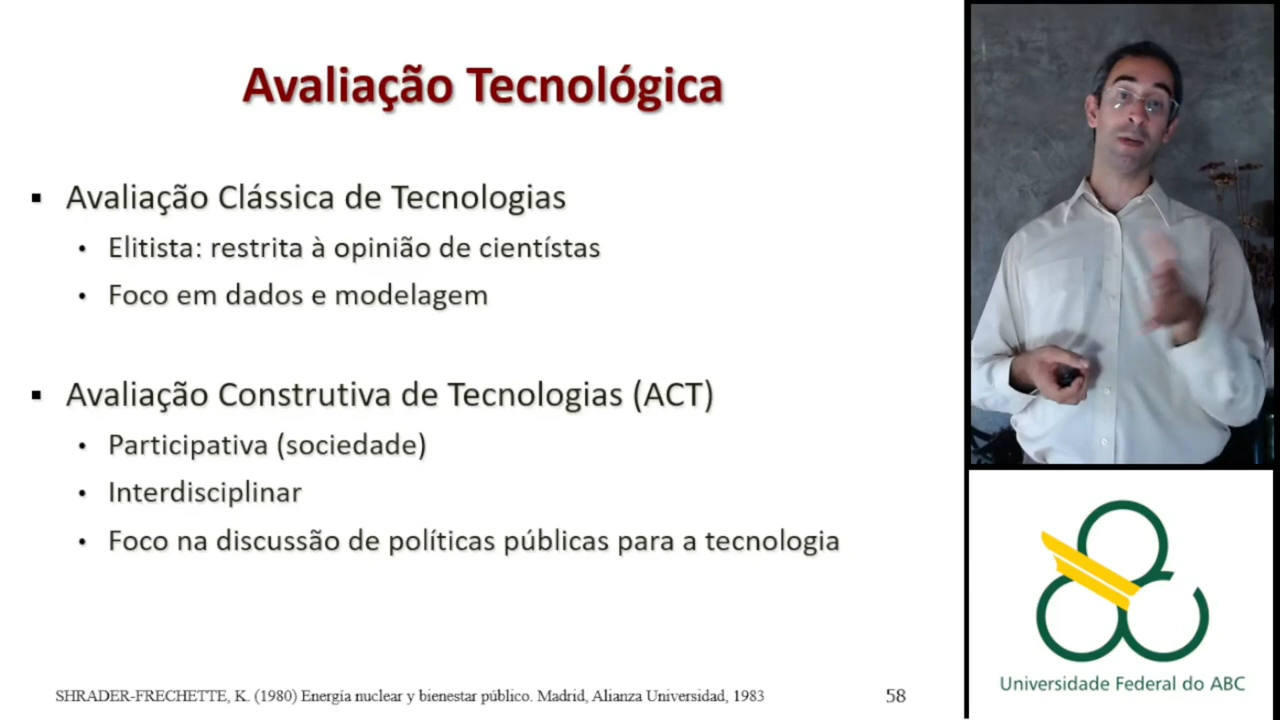 Avaliação Tecnológica
▪ Avaliação Clássica de Tecnologias
• Elitista: restrita à opinião de cientístas
• Foco em dados e modelagem
▪ Avaliação Construtiva de Tecnologias (ACT)
• Participativa (sociedade)
• Interdisciplinar
• Foco na discussão de políticas públicas para a tecnologia
SHRADER-FRECHETTE, K. (1980) Energía nuclear y bienestar público. Madrid, Alianza Universidad, 1983
58
Universidade Federal do ABC